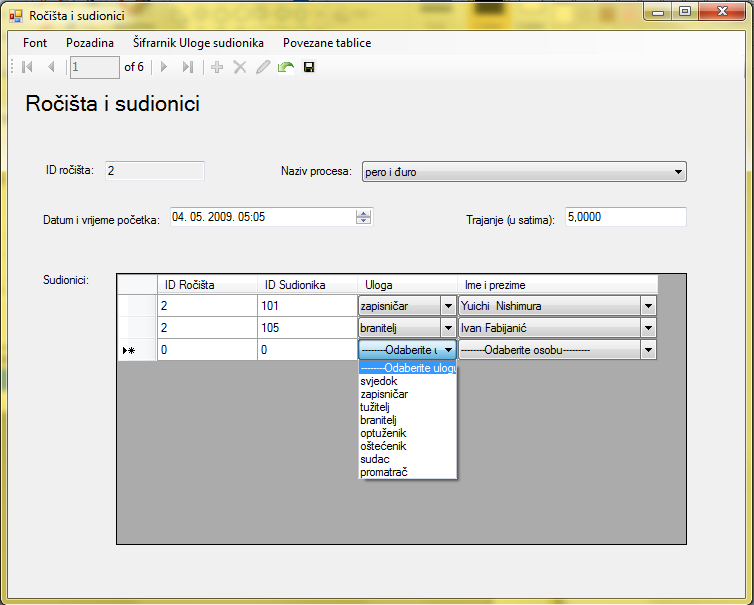 Ročišta i sudionici
Font Pozadina Šifrarnik Uloge sudionika Povezane tablice
1 of 6
Ročišta i sudionici
ID ročišta: 2 Naziv procesa: pero i đuro
Datum i vrijeme početka: 04. 05. 2009. 05:05 Trajanje (u satima): 5,0000
Sudionici:
ID Ročišta ID Sudionika Uloga Ime i prezime
2 101 zapisničar Yuichi Nishimura
2 105 branitelj Ivan Fabijanić
0 0 --------Odaberite u --------Odaberite osobu---------
--------Odaberite ulogu
svjedok
zapisničar
tužitelj
branitelj
optuženik
oštećenik
sudac
promatrač